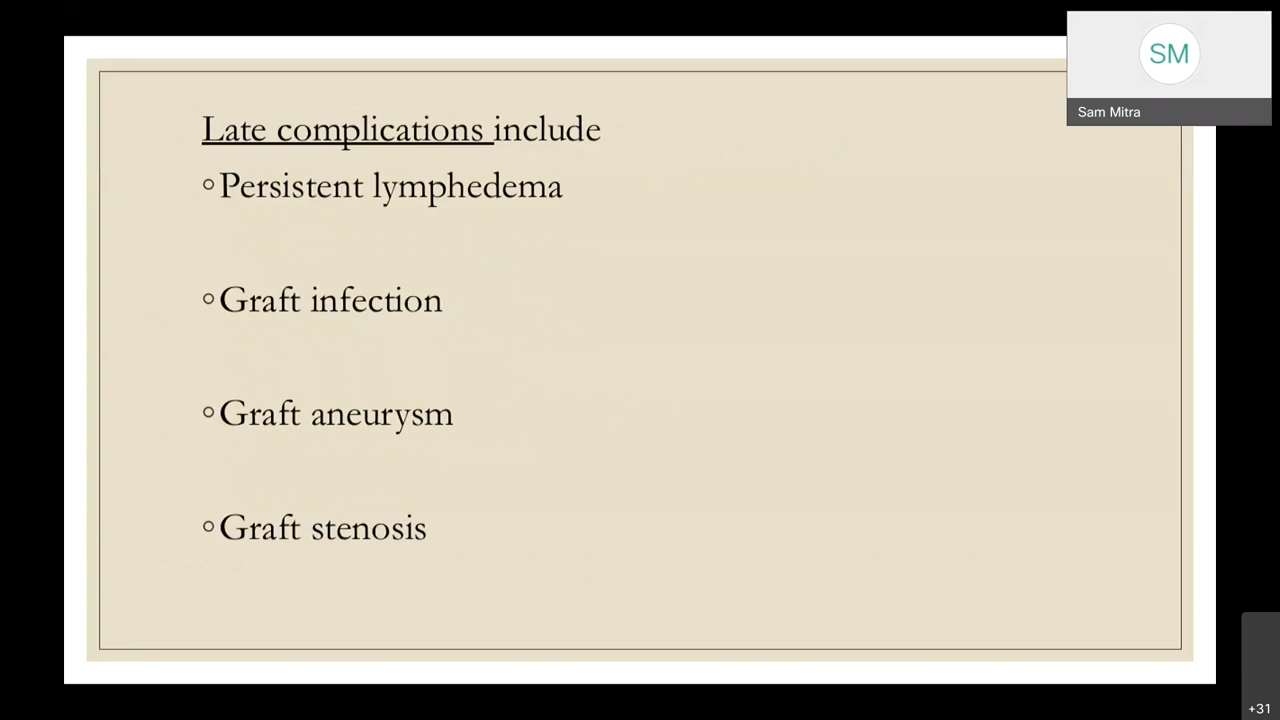 SM
Sam Mitra
Late complications include
◦Persistent lymphedema
◦Graft infection
◦Graft aneurysm
◦Graft stenosis
+31